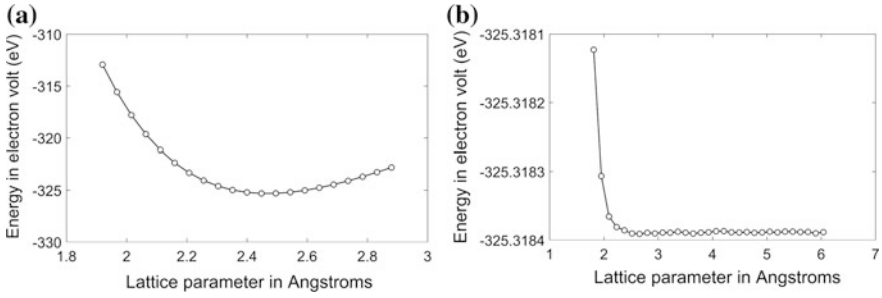 (a)
Energy in electron volt (eV)
-310
-315
-320
-325
-330
1.8 2 2.2 2.4 2.6 2.8 3
Lattice parameter in Angstroms
(b)
Energy in electron volt (eV)
-325.3181
-325.3182
-325.3183
-325.3184
1 2 3 4 5 6 7
Lattice parameter in Angstroms